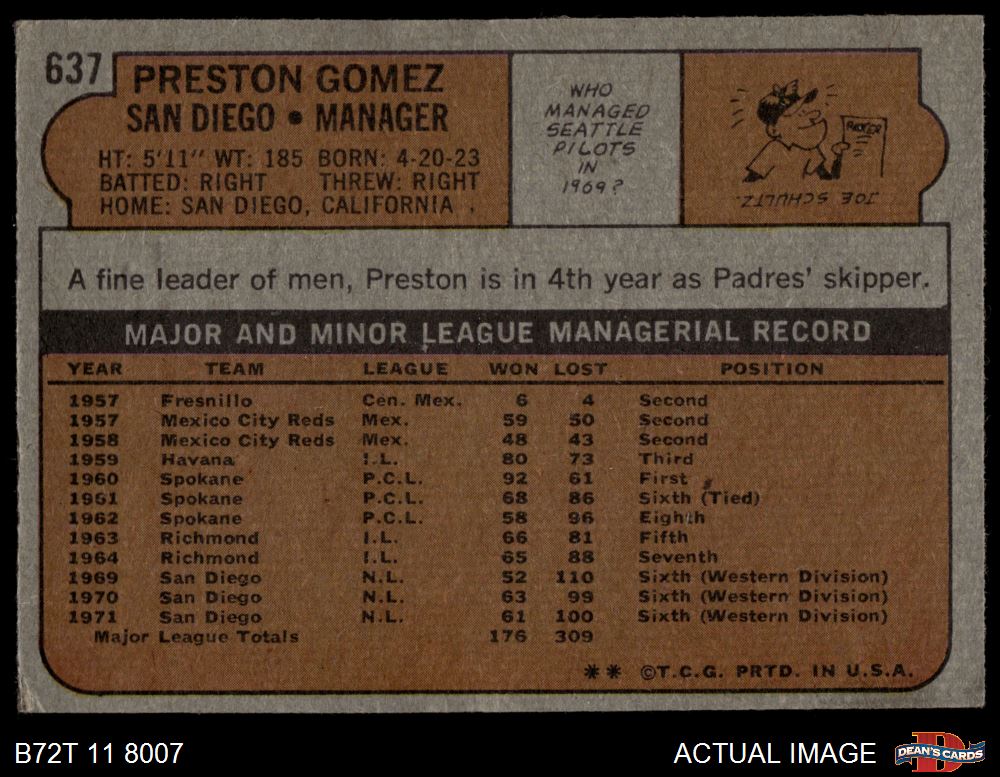 637
PRESTON GOMEZ
SAN DIEGO • MANAGER
HT: 5'11" WT: 185 BORN: 4-20-23
BATTED: RIGHT THREW: RIGHT
HOME: SAN DIEGO, CALIFORNIA
WHO
MANAGED
SEATTLE
PILOTS
IN
1969?
JOE SCHULTZ.
A fine leader of men, Preston is in 4th year as Padres' skipper.
MAJOR AND MINOR LEAGUE MANAGERIAL RECORD
YEAR TEAM LEAGUE WON LOST POSITION
1957 Fresnillo Cen. Mex. 6 4 Second
1957 Mexico City Reds Mex. 59 50 Second
1958 Mexico City Reds Mex. 48 43 Second
1959 Havana I.L. 80 73 Third
1960 Spokane P.C.L. 92 61 First
1961 Spokane P.C.L. 68 86 Sixth (Tied)
1962 Spokane P.C.L. 58 96 Eighth
1963 Richmond I.L. 66 81 Fifth
1964 Richmond I.L. 65 88 Seventh
1969 San Diego N.L. 52 110 Sixth (Western Division)
1970 San Diego N.L. 63 99 Sixth (Western Division)
1971 San Diego N.L. 61 100 Sixth (Western Division)
Major League Totals 176 309
** ©T.C.G. PRTD. IN U.S.A.
B72T 11 8007
ACTUAL IMAGE
DEAN'S CARDS